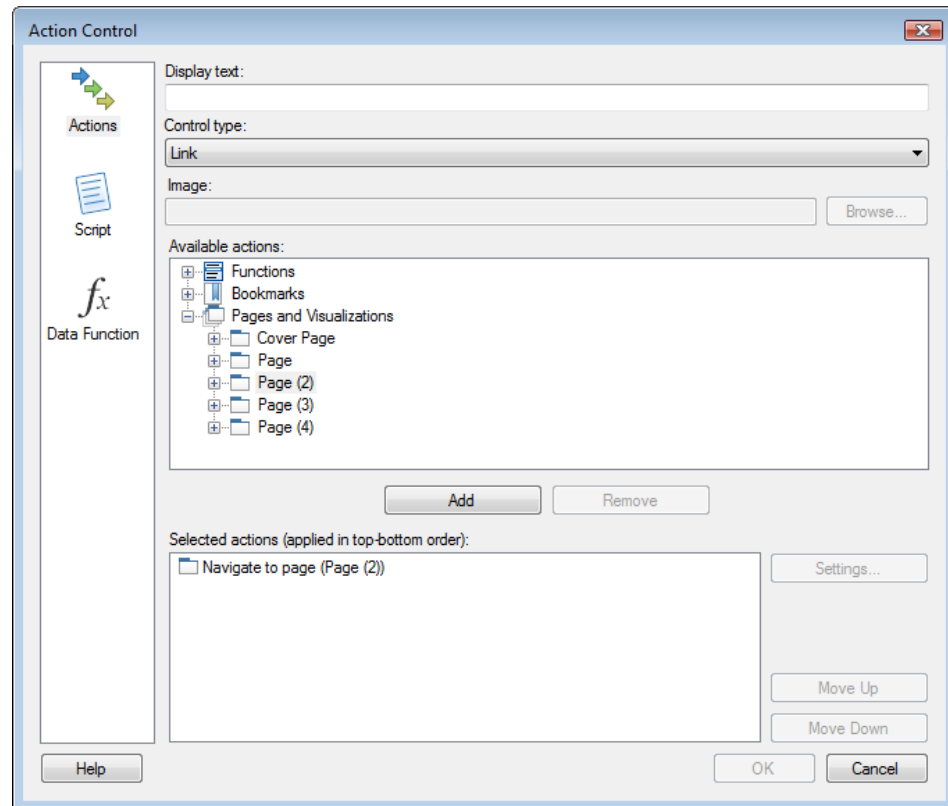 Action Control
Actions
Script
fx
Data Function
Display text:
Control type:
Link
Image:
Browse...
Available actions:
Functions
Bookmarks
Pages and Visualizations
Cover Page
Page
Page (2)
Page (3)
Page (4)
Add
Remove
Selected actions (applied in top-bottom order):
Navigate to page (Page (2))
Settings...
Move Up
Move Down
Help
OK
Cancel